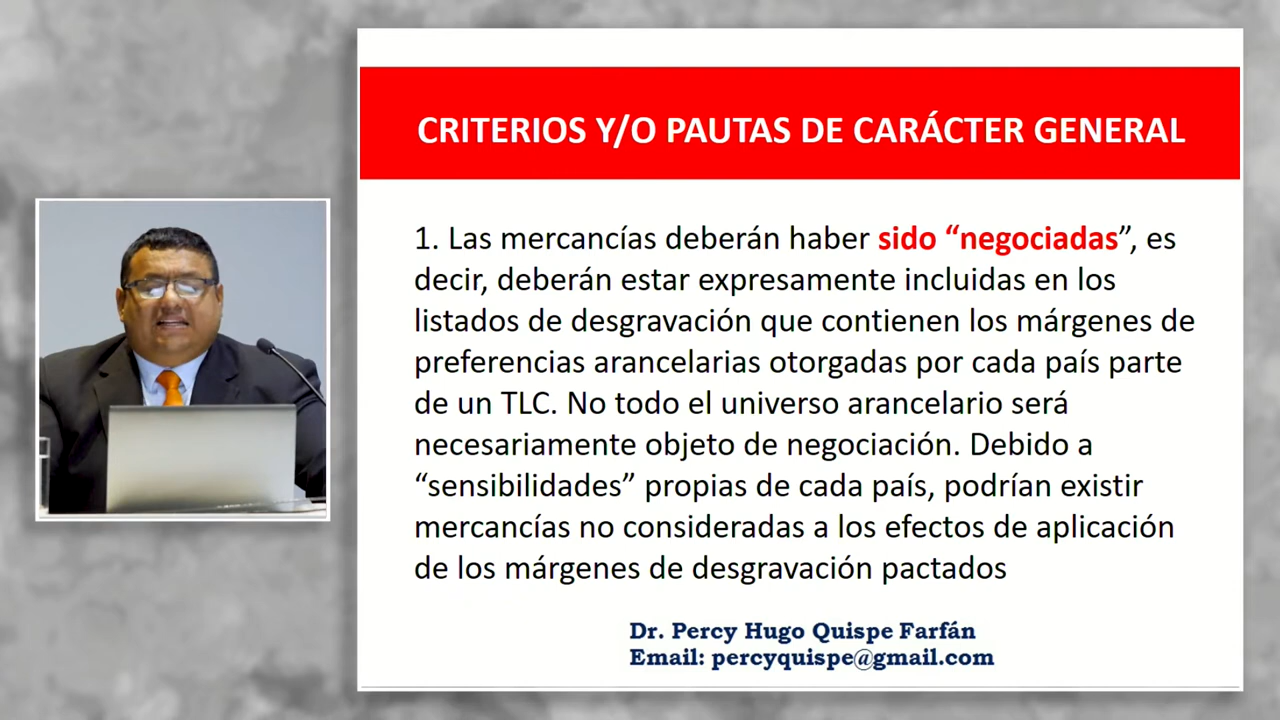 CRITERIOS Y/O PAUTAS DE CARÁCTER GENERAL
1. Las mercancías deberán haber sido “negociadas”, es
decir, deberán estar expresamente incluidas en los
listados de desgravación que contienen los márgenes de
preferencias arancelarias otorgadas por cada país parte
de un TLC. No todo el universo arancelario será
necesariamente objeto de negociación. Debido a
“sensibilidades” propias de cada país, podrían existir
mercancías no consideradas a los efectos de aplicación
de los márgenes de desgravación pactados
Dr. Percy Hugo Quispe Farfán
Email: percyquispe@gmail.com